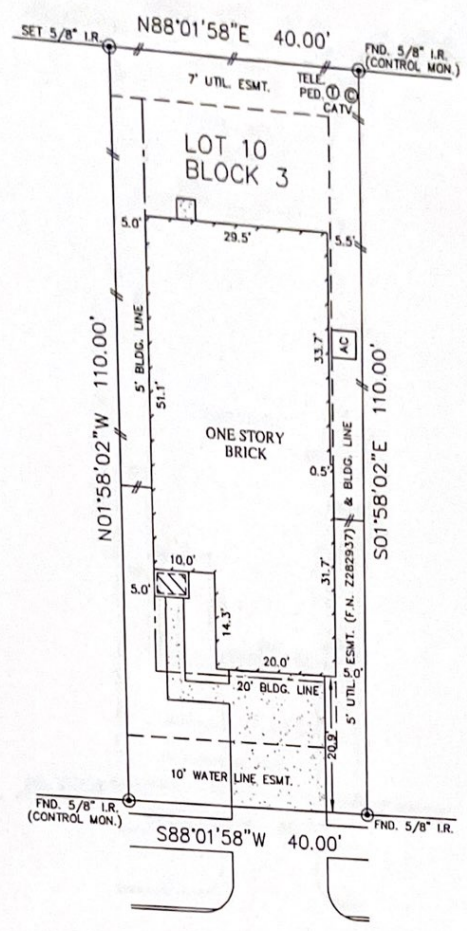 N88°01'58"E 40.00'
SET 5/8" I.R.
FND. 5/8" I.R.
(CONTROL MON.)
7' UTIL. ESMT.
TELE.
PED. T C
CATV.
LOT 10
BLOCK 3
5.0'
29.5'
5.5'
5' BLDG. LINE
51.1'
33.7'
AC
N01°58'02"W 110.00'
S01°58'02"E 110.00'
ONE STORY
BRICK
0.5'
5' UTIL. ESMT. (F.N. Z282937) & BLDG. LINE
10.0'
5.0'
14.3'
31.7'
20.0'
5.0'
20' BLDG. LINE
20.9'
10' WATER LINE ESMT.
FND. 5/8" I.R.
(CONTROL MON.)
FND. 5/8" I.R.
S88°01'58"W 40.00'